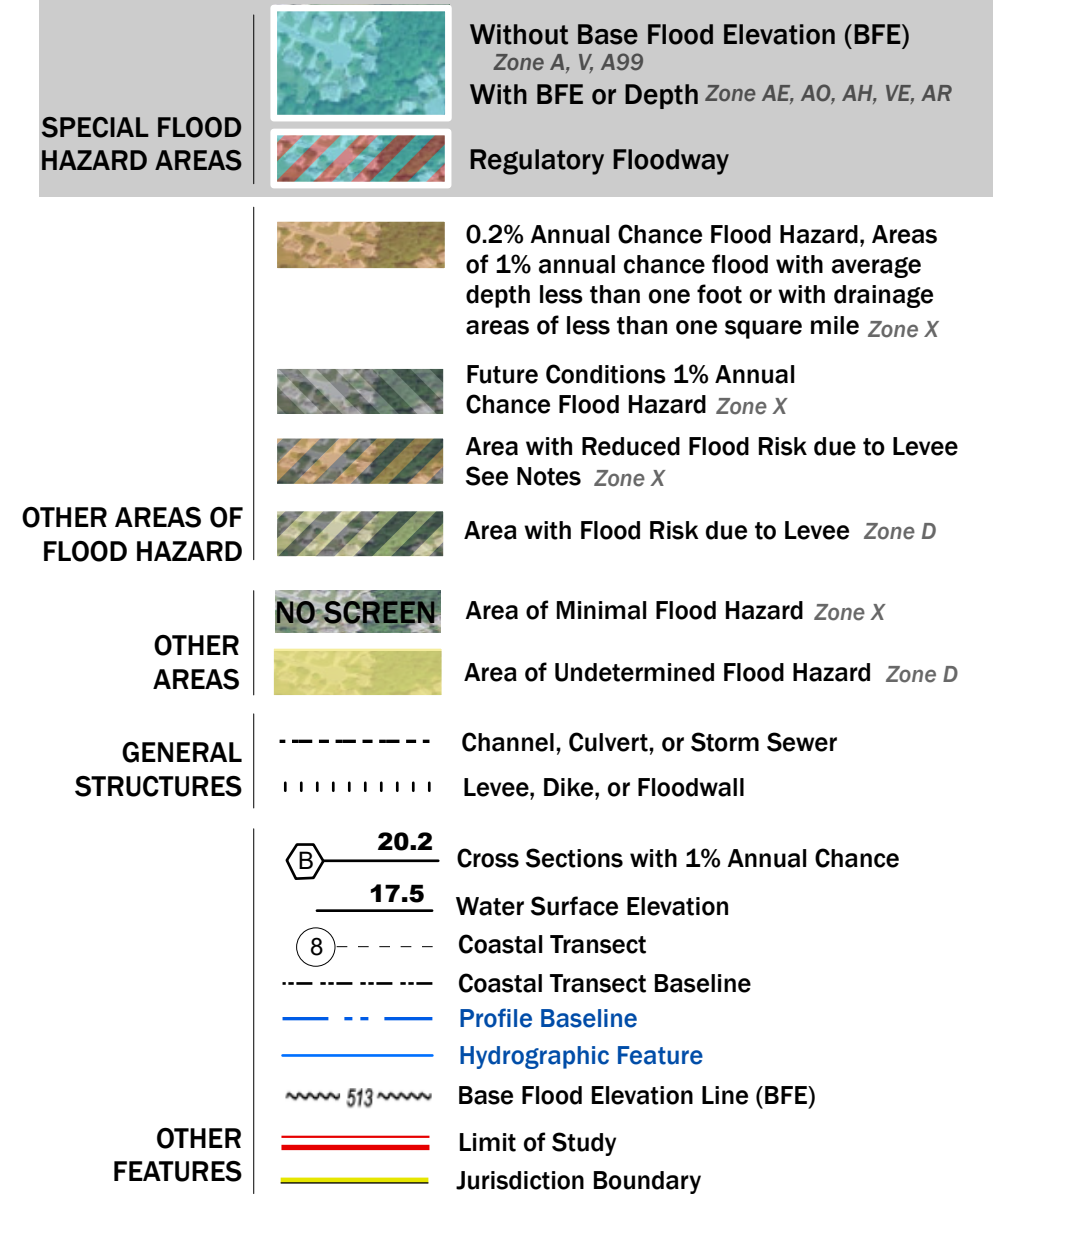 SPECIAL FLOOD
HAZARD AREAS
Without Base Flood Elevation (BFE)
Zone A, V, A99
With BFE or Depth Zone AE, AO, AH, VE, AR
Regulatory Floodway
OTHER AREAS OF
FLOOD HAZARD
0.2% Annual Chance Flood Hazard, Areas
of 1% annual chance flood with average
depth less than one foot or with drainage
areas of less than one square mile Zone X
Future Conditions 1% Annual
Chance Flood Hazard Zone X
Area with Reduced Flood Risk due to Levee
See Notes Zone X
Area with Flood Risk due to Levee Zone D
OTHER
AREAS
NO SCREEN Area of Minimal Flood Hazard Zone X
Area of Undetermined Flood Hazard Zone D
GENERAL
STRUCTURES
Channel, Culvert, or Storm Sewer
Levee, Dike, or Floodwall
OTHER
FEATURES
B 20.2 Cross Sections with 1% Annual Chance
17.5 Water Surface Elevation
8 Coastal Transect
Coastal Transect Baseline
Profile Baseline
Hydrographic Feature
513 Base Flood Elevation Line (BFE)
Limit of Study
Jurisdiction Boundary